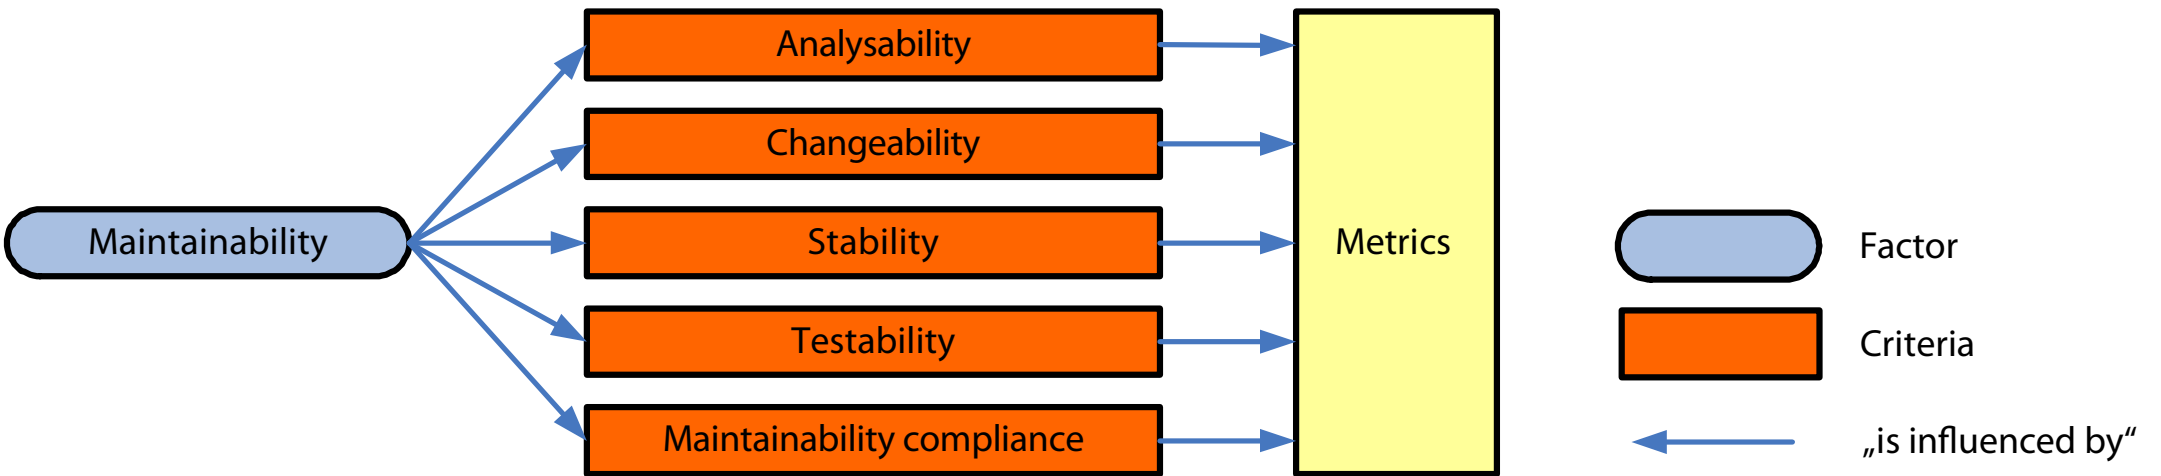 Analysability
Changeability
Maintainability
Stability
Metrics
Testability
Maintainability compliance
Factor
Criteria
„is influenced by“